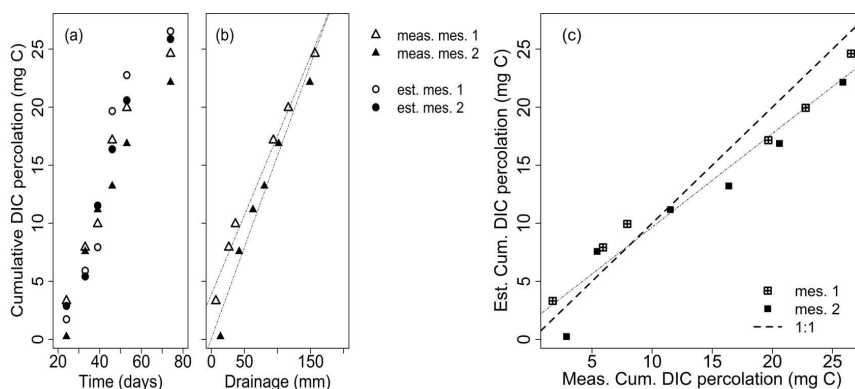 (a)
Cumulative DIC percolation (mg C)
0
5
10
15
20
25
20
40
60
80
Time (days)
(b)
0
50
150
Drainage (mm)
meas. mes. 1
meas. mes. 2
est. mes. 1
est. mes. 2
(c)
Est. Cum. DIC percolation (mg C)
0
5
10
15
20
25
mes. 1
mes. 2
1:1
5
10
15
20
25
Meas. Cum. DIC percolation (mg C)